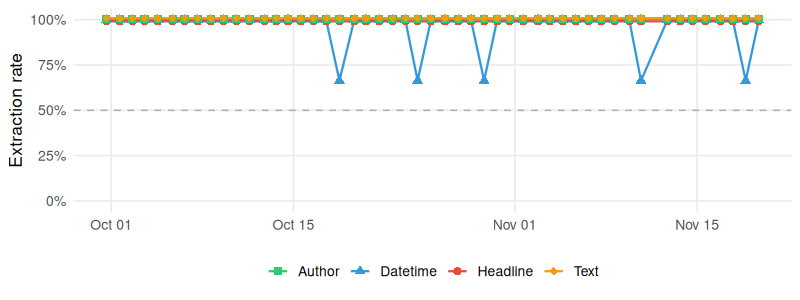 Extraction rate
100%
75%
50%
25%
0%
Oct 01 Oct 15 Nov 01 Nov 15
Author Datetime Headline Text